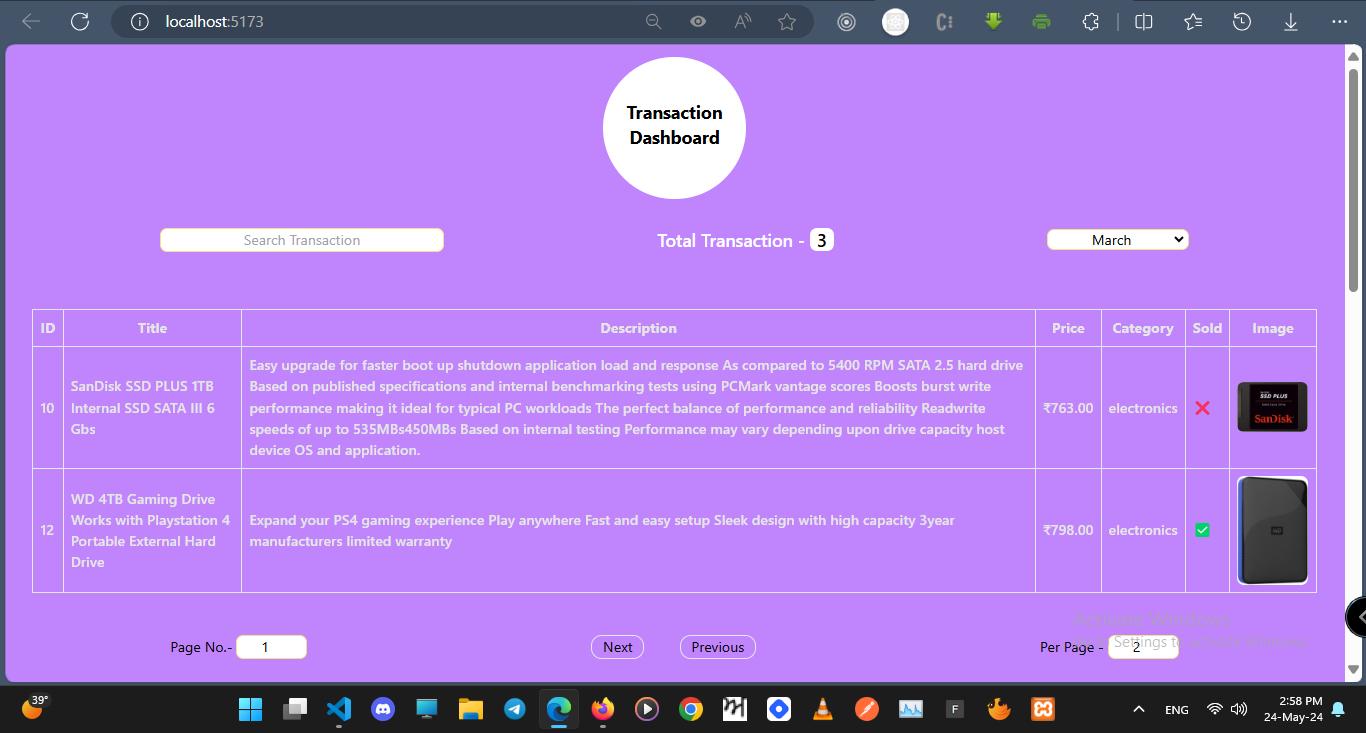 localhost:5173
Transaction
Dashboard
Search Transaction
Total Transaction - 3
March
ID Title Description Price Category Sold Image
10
SanDisk SSD PLUS 1TB
Internal SSD SATA III 6
Gbs
Easy upgrade for faster boot up shutdown application load and response As compared to 5400 RPM SATA 2.5 hard drive
Based on published specifications and internal benchmarking tests using PCMark vantage scores Boosts burst write
performance making it ideal for typical PC workloads The perfect balance of performance and reliability Readwrite
speeds of up to 535MBs450MBs Based on internal testing Performance may vary depending upon drive capacity host
device OS and application.
₹763.00
electronics
SSD PLUS
SanDisk
12
WD 4TB Gaming Drive
Works with Playstation 4
Portable External Hard
Drive
Expand your PS4 gaming experience Play anywhere Fast and easy setup Sleek design with high capacity 3year
manufacturers limited warranty
₹798.00
electronics
WD
Activate Windows
Go to Settings to activate Windows.
Page No.- 1
Next
Previous
Per Page - 2
39°
ENG
2:58 PM
24-May-24